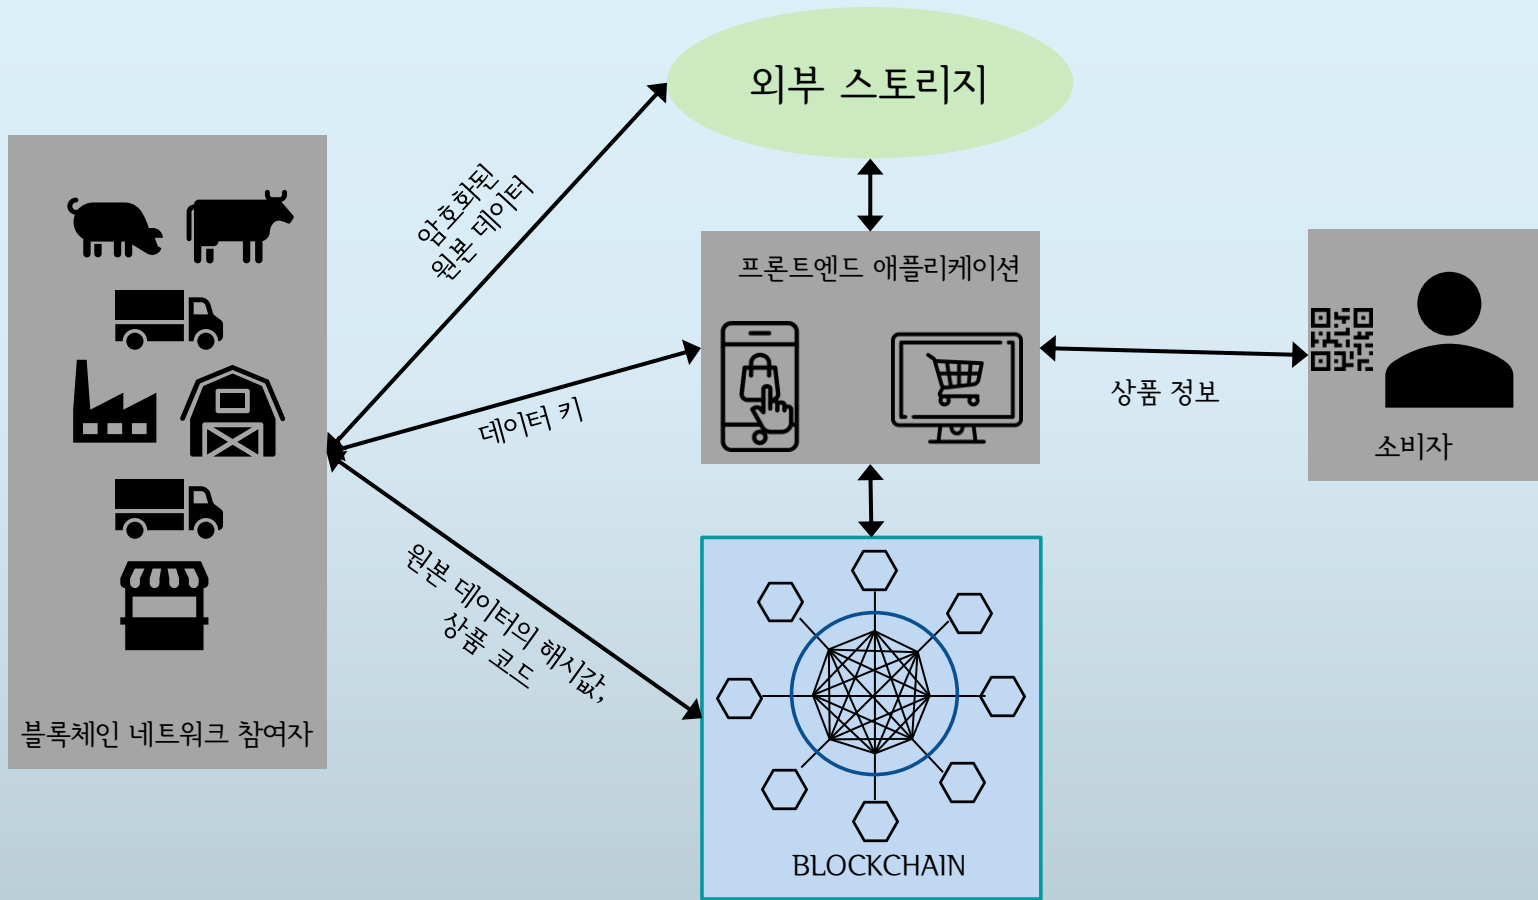 외부 스토리지
암호화된
원본 데이터
프론트엔드 애플리케이션
데이터 키
상품 정보
소비자
원본 데이터의 해시값,
상품 코드
블록체인 네트워크 참여자
BLOCKCHAIN